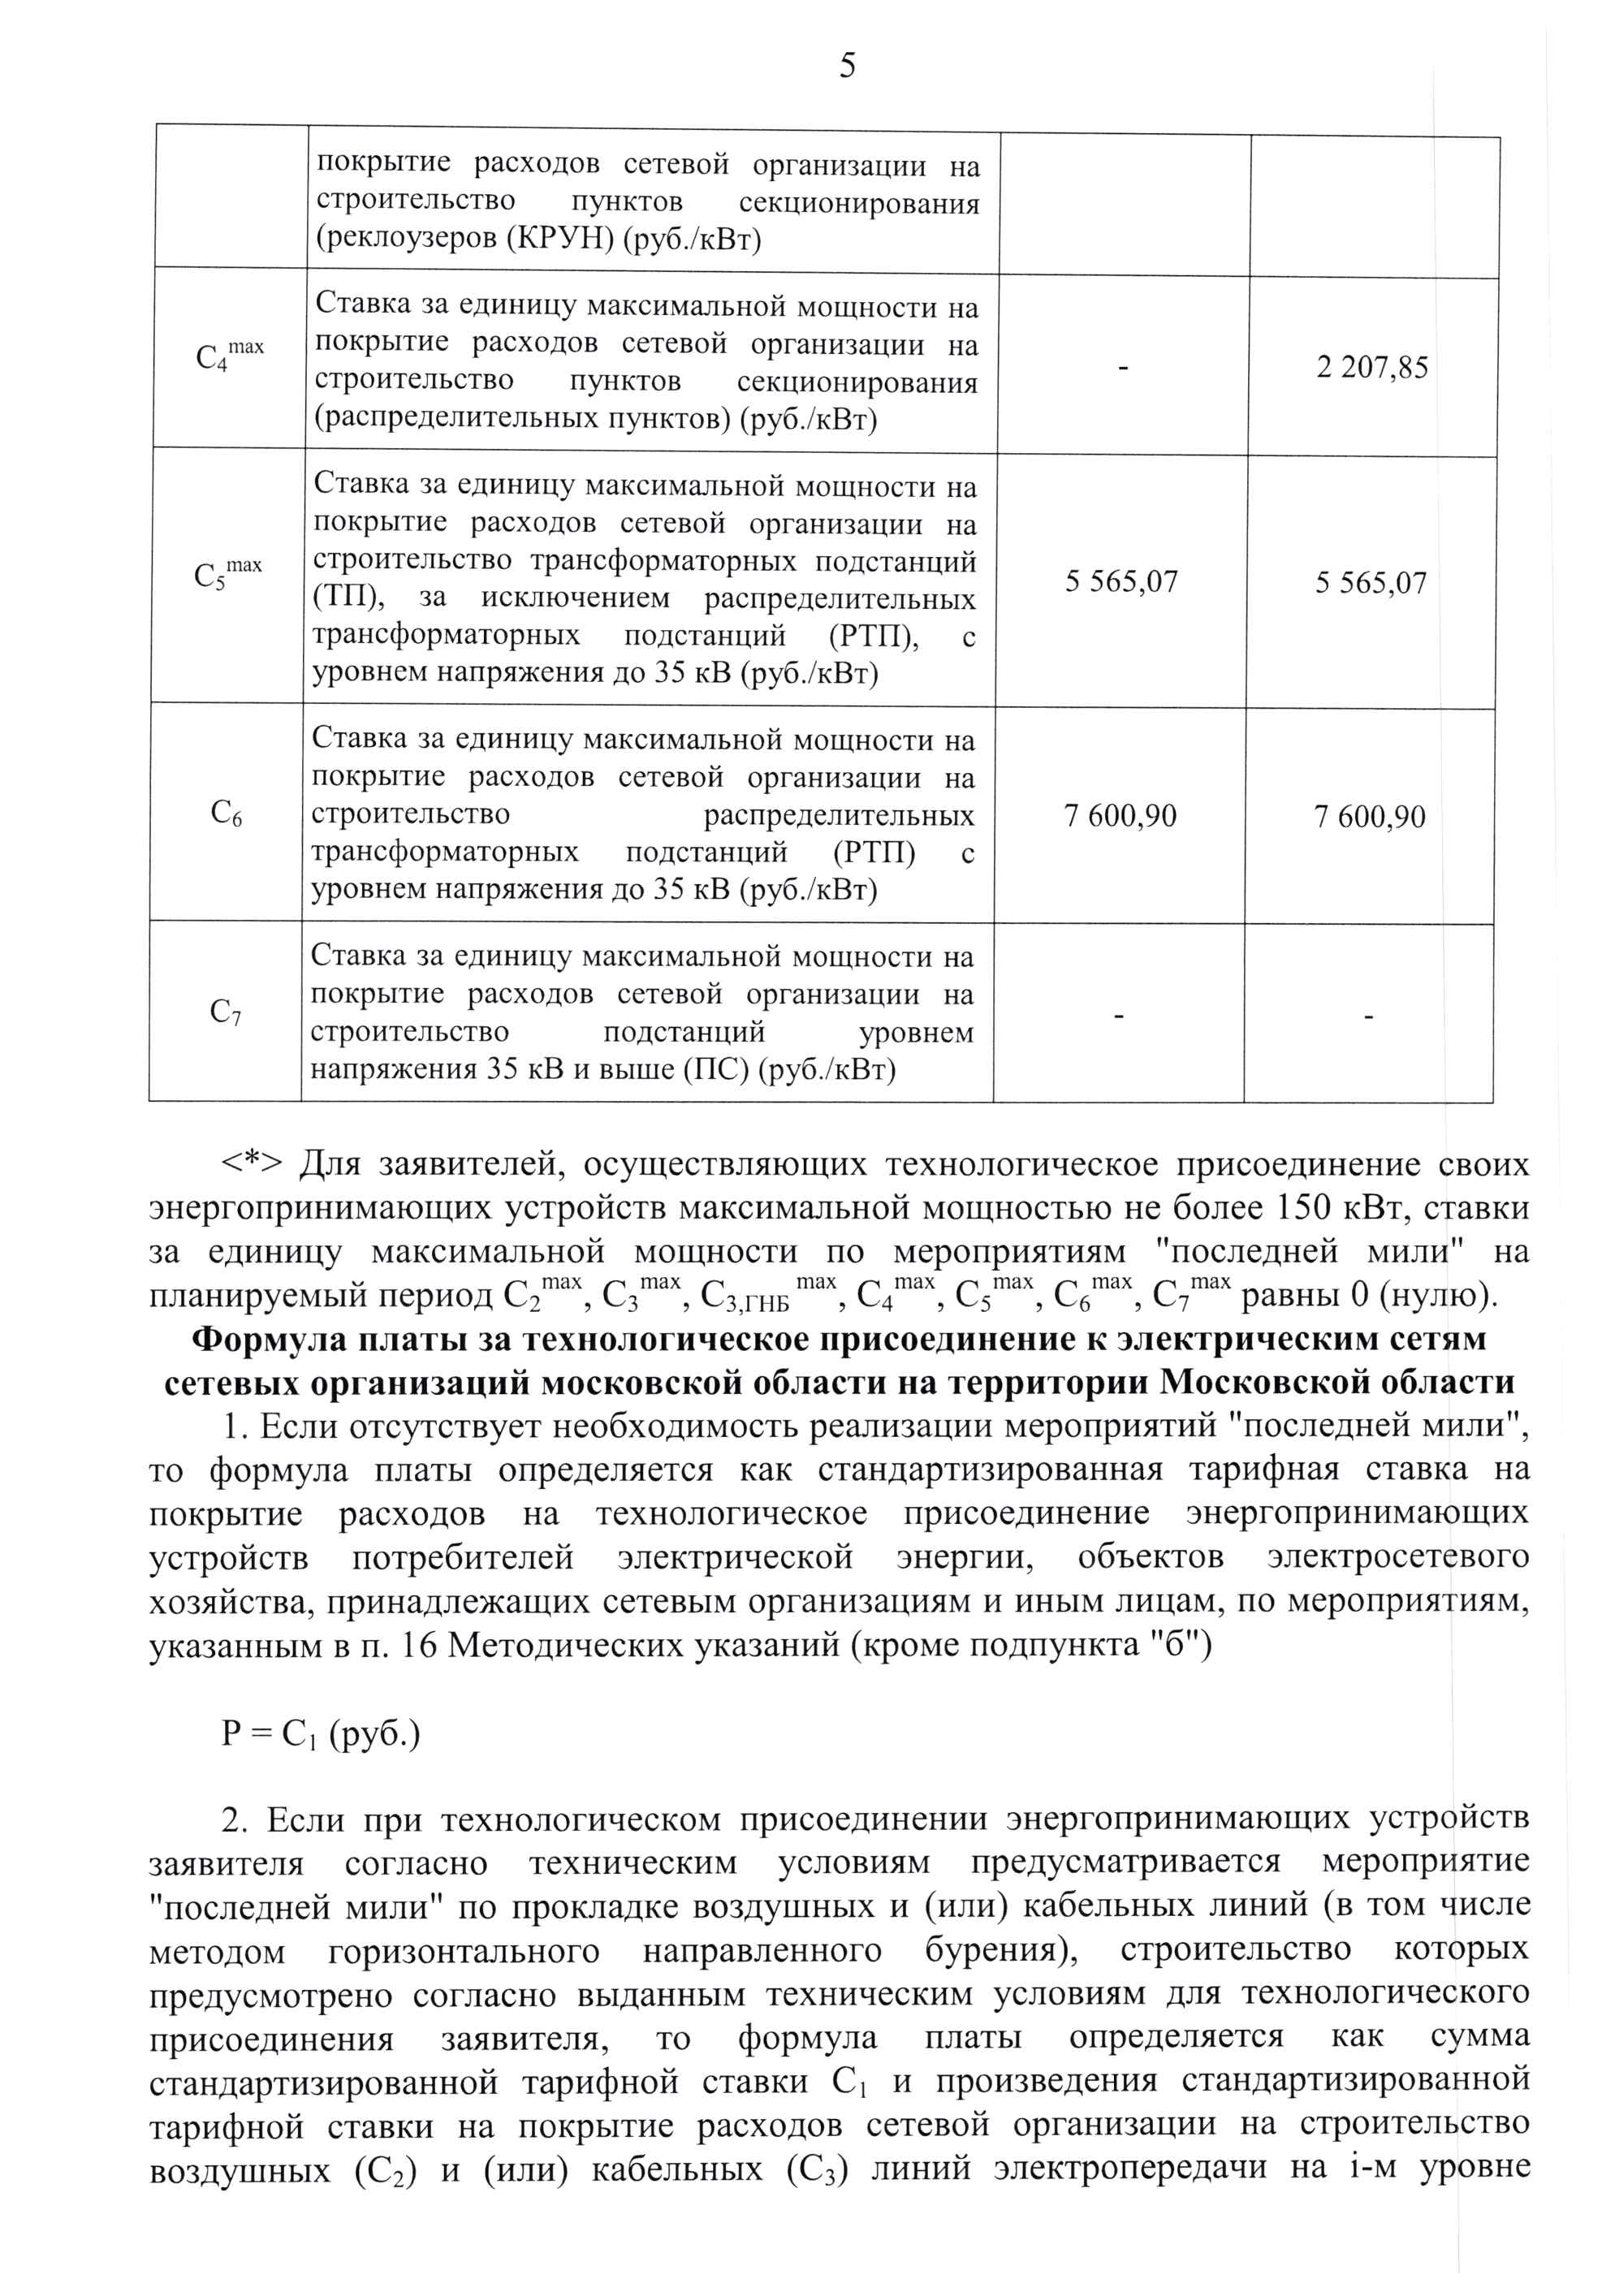 5
покрытие расходов сетевой организации на
строительство пунктов секционирования
(реклоузеров (КРУН) (руб./кВт)
C4max
Ставка за единицу максимальной мощности на
покрытие расходов сетевой организации на
строительство пунктов секционирования
(распределительных пунктов) (руб./кВт)
-
2 207,85
C5max
Ставка за единицу максимальной мощности на
покрытие расходов сетевой организации на
строительство трансформаторных подстанций
(ТП), за исключением распределительных
трансформаторных подстанций (РТП), с
уровнем напряжения до 35 кВ (руб./кВт)
5 565,07
5 565,07
C6
Ставка за единицу максимальной мощности на
покрытие расходов сетевой организации на
строительство распределительных
трансформаторных подстанций (РТП) с
уровнем напряжения до 35 кВ (руб./кВт)
7 600,90
7 600,90
C7
Ставка за единицу максимальной мощности на
покрытие расходов сетевой организации на
строительство подстанций уровнем
напряжения 35 кВ и выше (ПС) (руб./кВт)
-
-
<*> Для заявителей, осуществляющих технологическое присоединение своих
энергопринимающих устройств максимальной мощностью не более 150 кВт, ставки
за единицу максимальной мощности по мероприятиям "последней мили" на
планируемый период C2max, C3max, C3,ГНБmax, C4max, C5max, C6max, C7max равны 0 (нулю).
Формула платы за технологическое присоединение к электрическим сетям
сетевых организаций московской области на территории Московской области
1. Если отсутствует необходимость реализации мероприятий "последней мили",
то формула платы определяется как стандартизированная тарифная ставка на
покрытие расходов на технологическое присоединение энергопринимающих
устройств потребителей электрической энергии, объектов электросетевого
хозяйства, принадлежащих сетевым организациям и иным лицам, по мероприятиям,
указанным в п. 16 Методических указаний (кроме подпункта "б")
P = C1 (руб.)
2. Если при технологическом присоединении энергопринимающих устройств
заявителя согласно техническим условиям предусматривается мероприятие
"последней мили" по прокладке воздушных и (или) кабельных линий (в том числе
методом горизонтального направленного бурения), строительство которых
предусмотрено согласно выданным техническим условиям для технологического
присоединения заявителя, то формула платы определяется как сумма
стандартизированной тарифной ставки C1 и произведения стандартизированной
тарифной ставки на покрытие расходов сетевой организации на строительство
воздушных (C2) и (или) кабельных (C3) линий электропередачи на i-м уровне